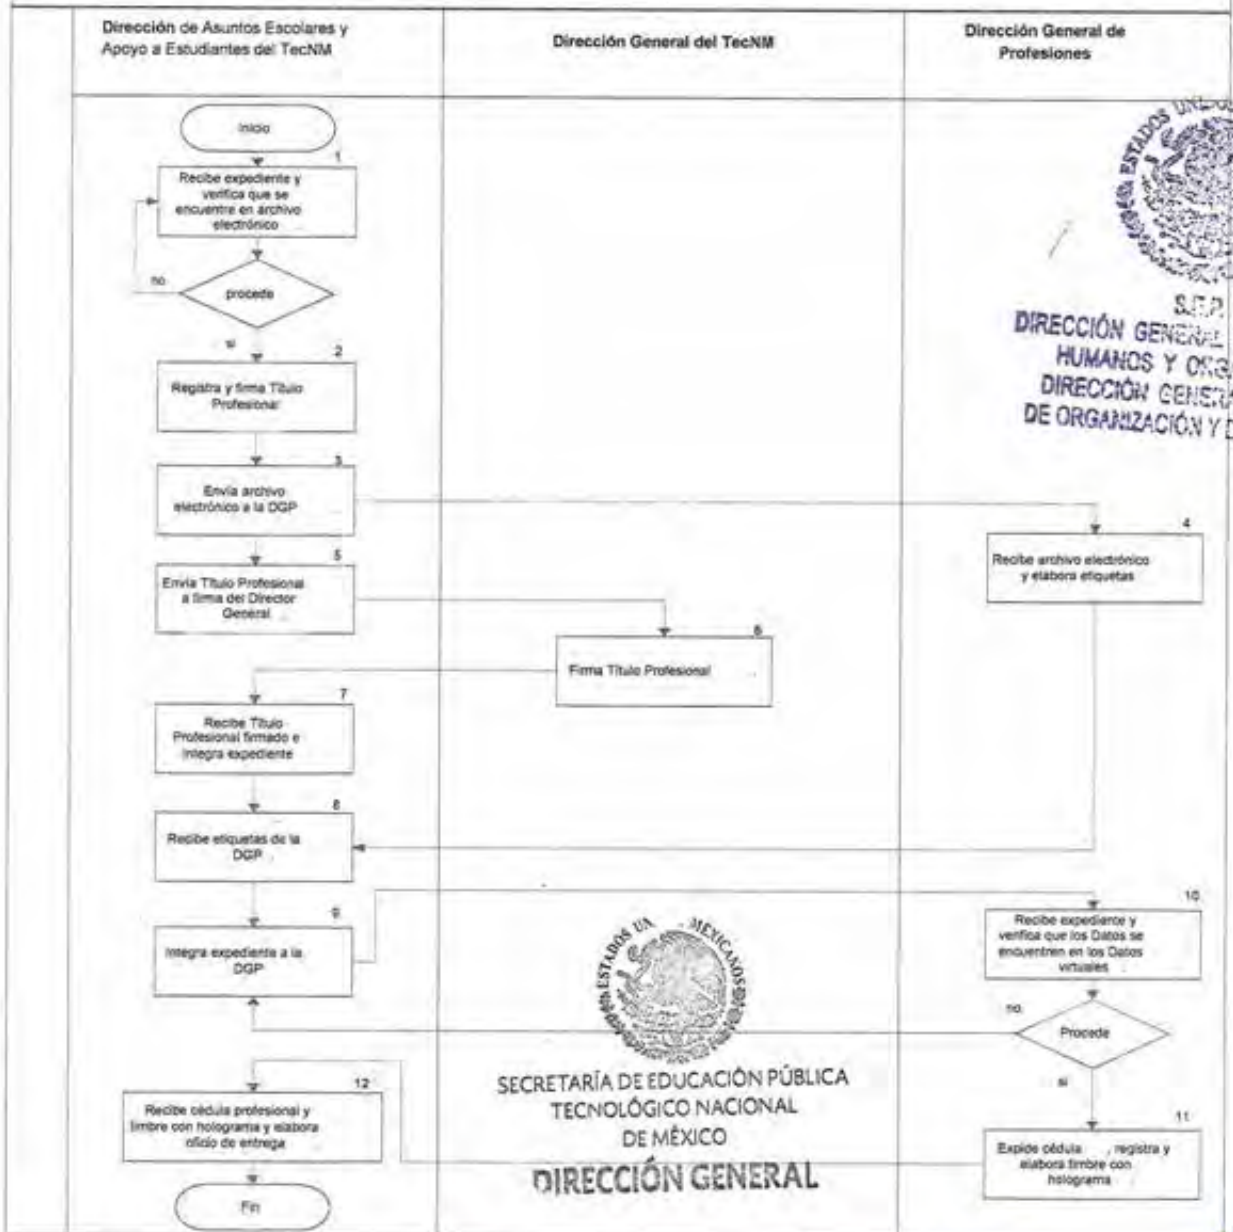 Dirección de Asuntos Escolares y
Apoyo a Estudiantes del TecNM
Dirección General del TecNM
Dirección General de
Profesiones
Inicio
1
Recibe expediente y
verifica que se
encuentre en archivo
electrónico
no
procede
si
2
Registra y firma Título
Profesional
3
Envía archivo
electrónico a la DGP
4
Recibe archivo electrónico
y elabora etiquetas
5
Envía Título Profesional
a firma del Director
General
6
Firma Título Profesional
7
Recibe Título
Profesional firmado e
integra expediente
8
Recibe etiquetas de la
DGP
9
Integra expediente a la
DGP
10
Recibe expediente y
verifica que los Datos se
encuentren en los Datos
virtuales
no
Procede
si
11
Expide cédula , registra y
elabora timbre con
holograma
12
Recibe cédula profesional y
timbre con holograma y elabora
oficio de entrega
Fin
ESTADOS
S.E.P.
DIRECCIÓN GENERAL
HUMANOS Y
DIRECCIÓN
DE ORGANIZACIÓN Y
ESTADOS MEXICANOS
SECRETARÍA DE EDUCACIÓN PÚBLICA
TECNOLÓGICO NACIONAL
DE MÉXICO
DIRECCIÓN GENERAL